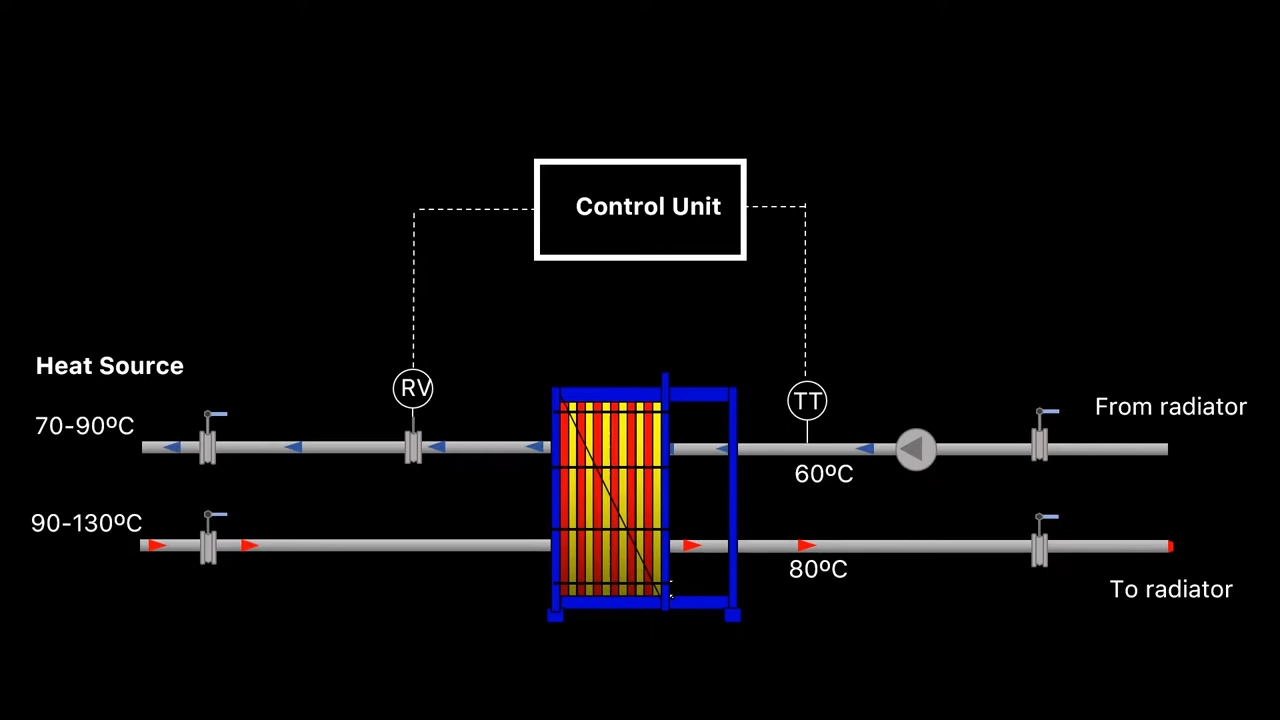 Control Unit
Heat Source
RV
TT
70-90ºC
From radiator
60ºC
90-130ºC
80ºC
To radiator